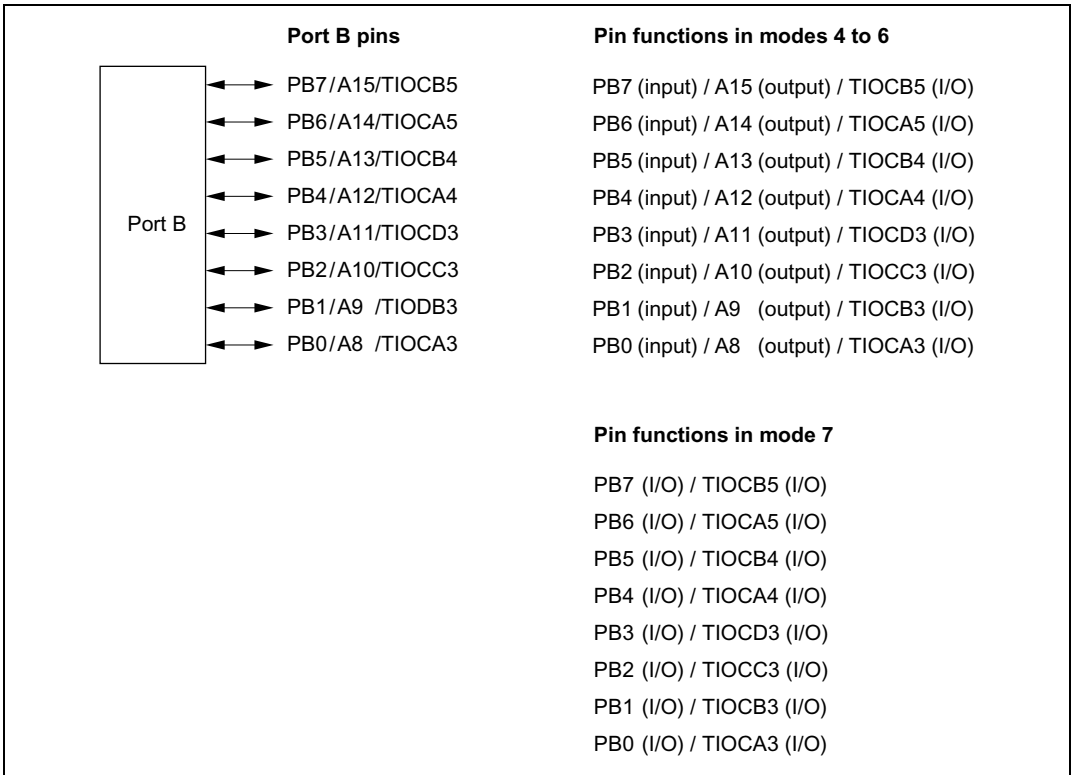 Port B pins
PB7/A15/TIOCB5
PB6/A14/TIOCA5
PB5/A13/TIOCB4
PB4/A12/TIOCA4
PB3/A11/TIOCD3
PB2/A10/TIOCC3
PB1/A9 /TIODB3
PB0/A8 /TIOCA3
Port B
Pin functions in modes 4 to 6
PB7 (input) / A15 (output) / TIOCB5 (I/O)
PB6 (input) / A14 (output) / TIOCA5 (I/O)
PB5 (input) / A13 (output) / TIOCB4 (I/O)
PB4 (input) / A12 (output) / TIOCA4 (I/O)
PB3 (input) / A11 (output) / TIOCD3 (I/O)
PB2 (input) / A10 (output) / TIOCC3 (I/O)
PB1 (input) / A9 (output) / TIOCB3 (I/O)
PB0 (input) / A8 (output) / TIOCA3 (I/O)
Pin functions in mode 7
PB7 (I/O) / TIOCB5 (I/O)
PB6 (I/O) / TIOCA5 (I/O)
PB5 (I/O) / TIOCB4 (I/O)
PB4 (I/O) / TIOCA4 (I/O)
PB3 (I/O) / TIOCD3 (I/O)
PB2 (I/O) / TIOCC3 (I/O)
PB1 (I/O) / TIOCB3 (I/O)
PB0 (I/O) / TIOCA3 (I/O)